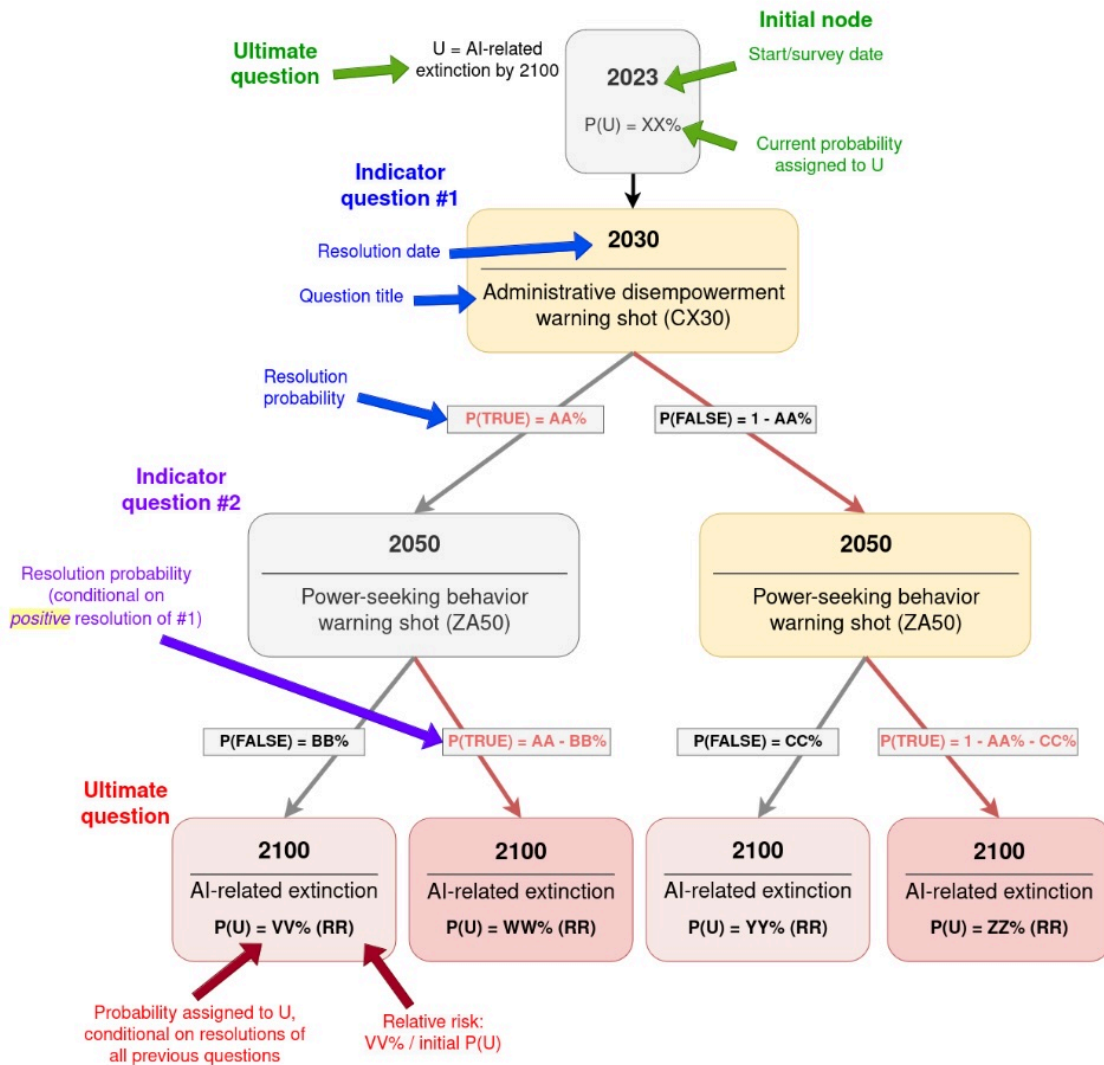 Ultimate
question
U = AI-related
extinction by 2100
Initial node
Start/survey date
2023
P(U) = XX%
Current probability
assigned to U
Indicator
question #1
Resolution date
2030
Question title
Administrative disempowerment
warning shot (CX30)
Resolution
probability
P(TRUE) = AA%
P(FALSE) = 1 - AA%
Indicator
question #2
Resolution probability
(conditional on
positive resolution of #1)
2050
Power-seeking behavior
warning shot (ZA50)
2050
Power-seeking behavior
warning shot (ZA50)
P(FALSE) = BB%
P(TRUE) = AA - BB%
P(FALSE) = CC%
P(TRUE) = 1 - AA% - CC%
Ultimate
question
2100
AI-related extinction
P(U) = VV% (RR)
2100
AI-related extinction
P(U) = WW% (RR)
2100
AI-related extinction
P(U) = YY% (RR)
2100
AI-related extinction
P(U) = ZZ% (RR)
Probability assigned to U,
conditional on resolutions of
all previous questions
Relative risk:
VV% / initial P(U)